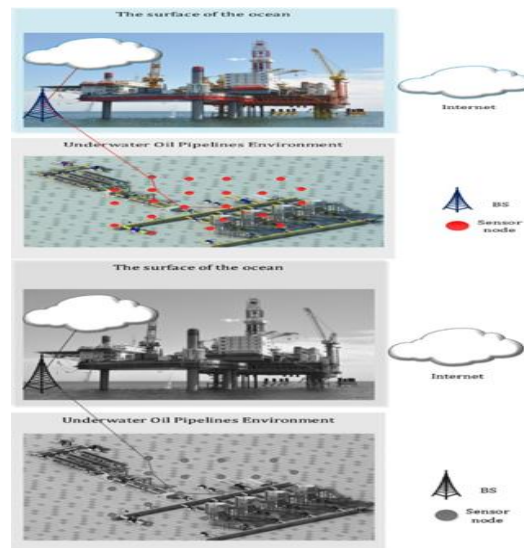 The surface of the ocean
Internet
Underwater Oil Pipelines Environment
BS
Sensor
node
The surface of the ocean
Internet
Underwater Oil Pipelines Environment
BS
Sensor
node